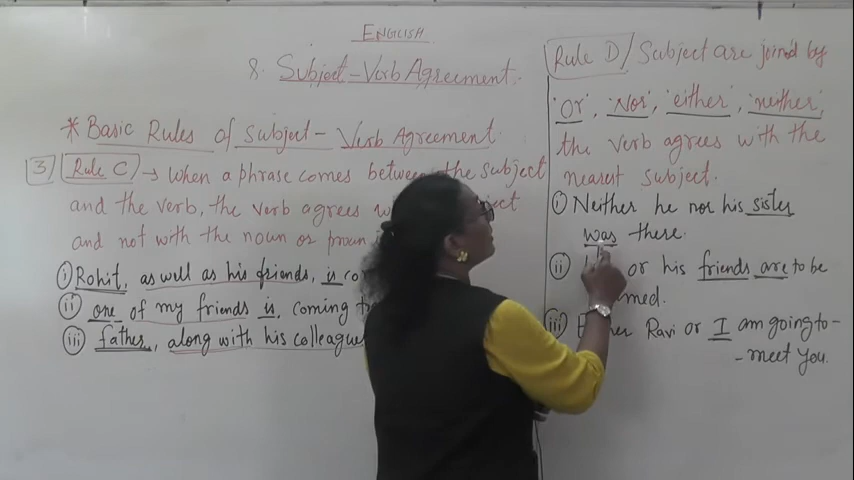 ENGLISH
8. Subject-Verb Agreement.
* Basic Rules of Subject- Verb Agreement
3) Rule C → When a phrase comes between the subject
and the verb, the verb agrees
and not with the noun or
(i) Rohit, as well as his friends, is
(ii) one of my friends is, coming
(iii) father, along with his
Rule D/ Subject are joined by
'Or', 'Nor', 'either', 'neither',
the verb agrees with the
nearest subject.
(i) Neither he nor his sister
was there.
(ii) or his friends are to be
(iii) Ravi or I am going to-
- meet you.